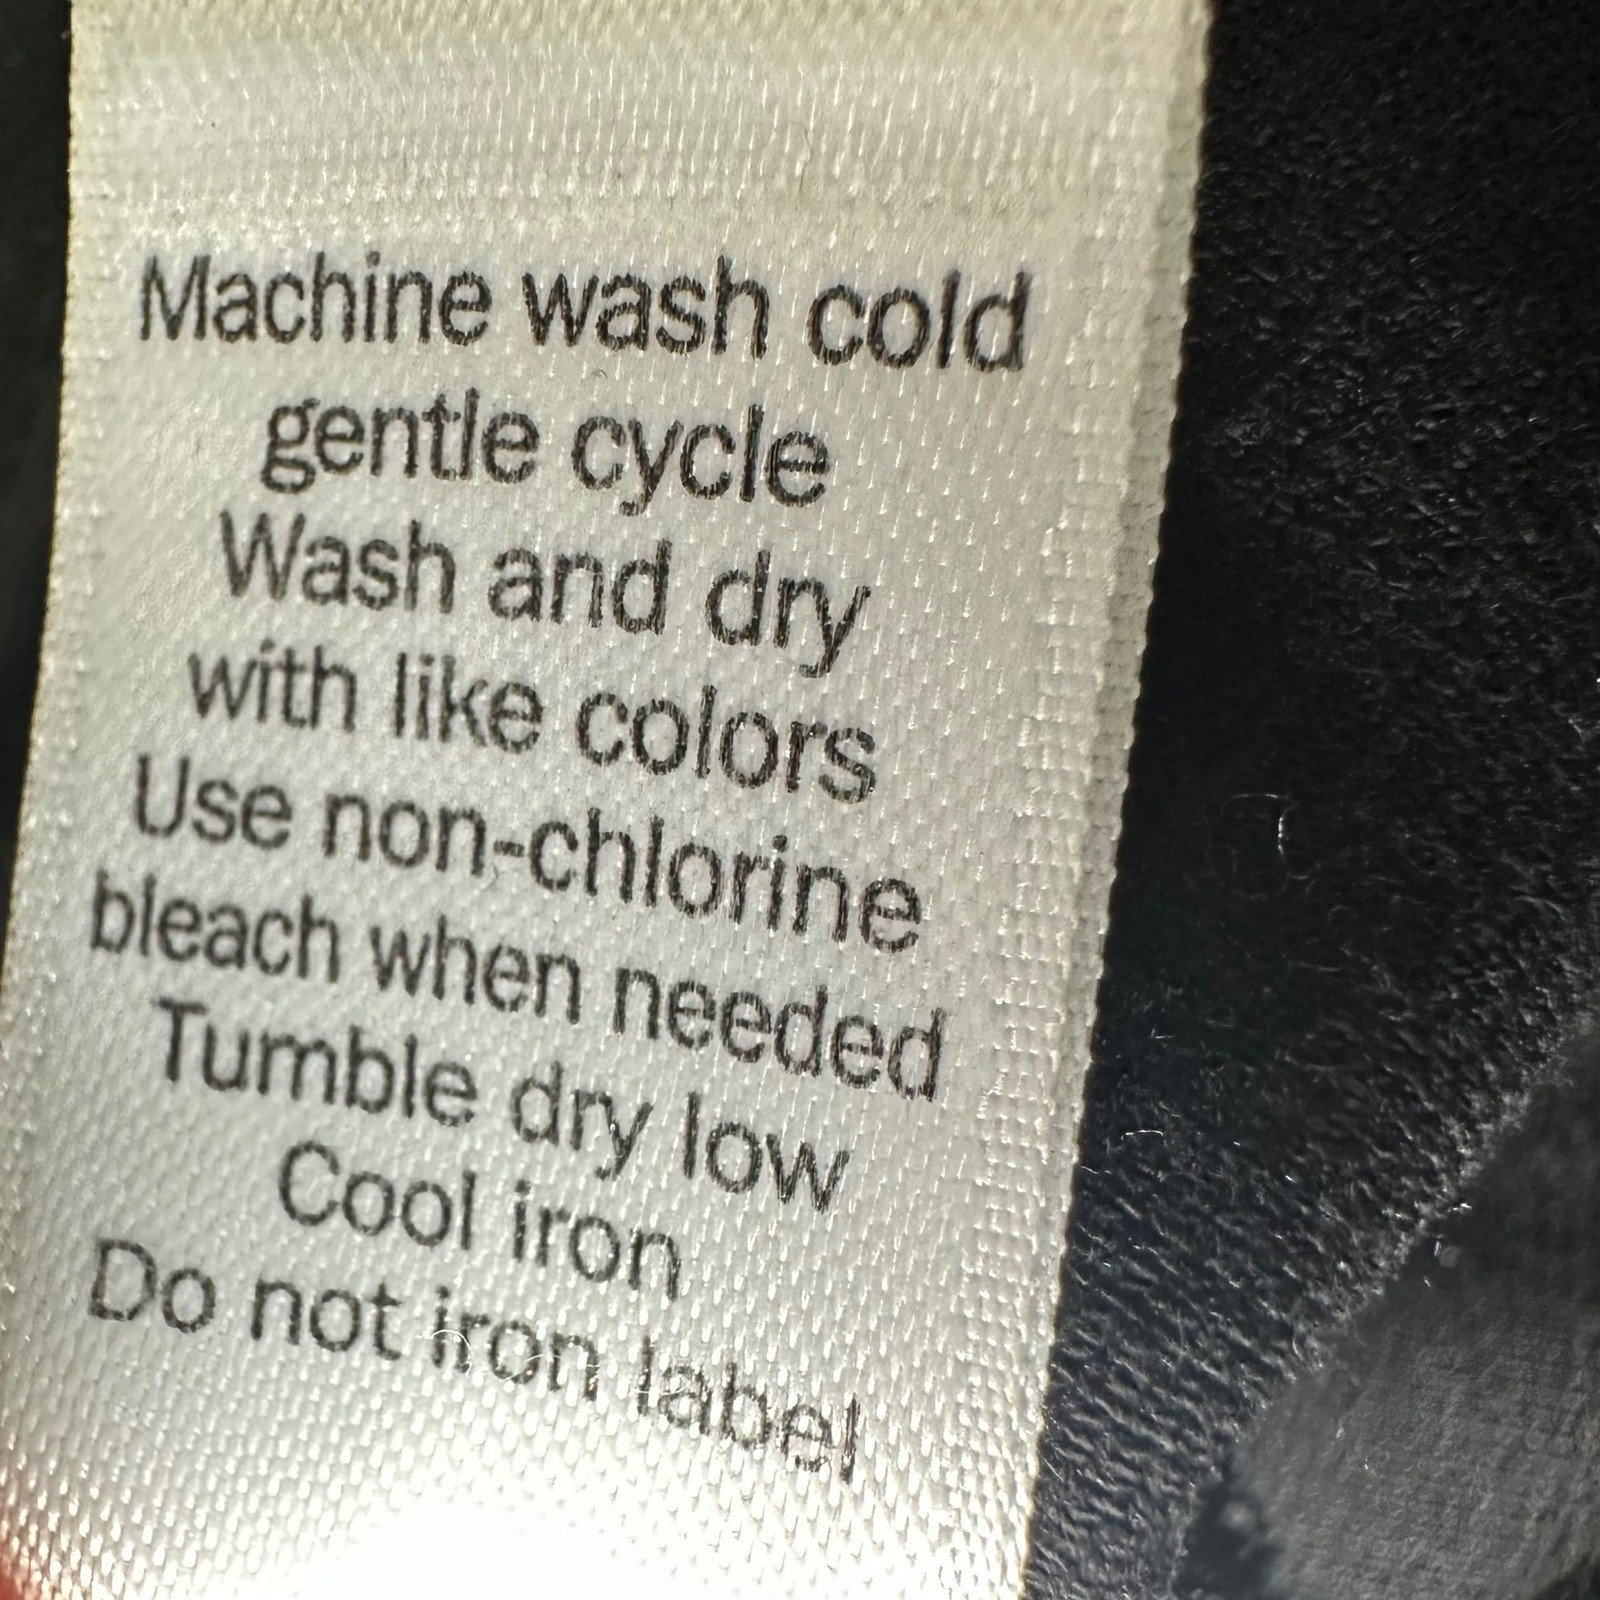 Machine wash cold
gentle cycle
Wash and dry
with like colors
Use non-chlorine
bleach when needed
Tumble dry low
Cool iron
Do not iron label